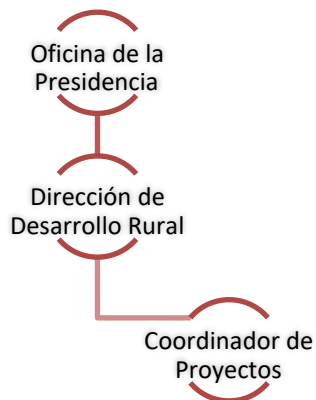 Oficina de la
Presidencia
Dirección de
Desarrollo Rural
Coordinador de
Proyectos